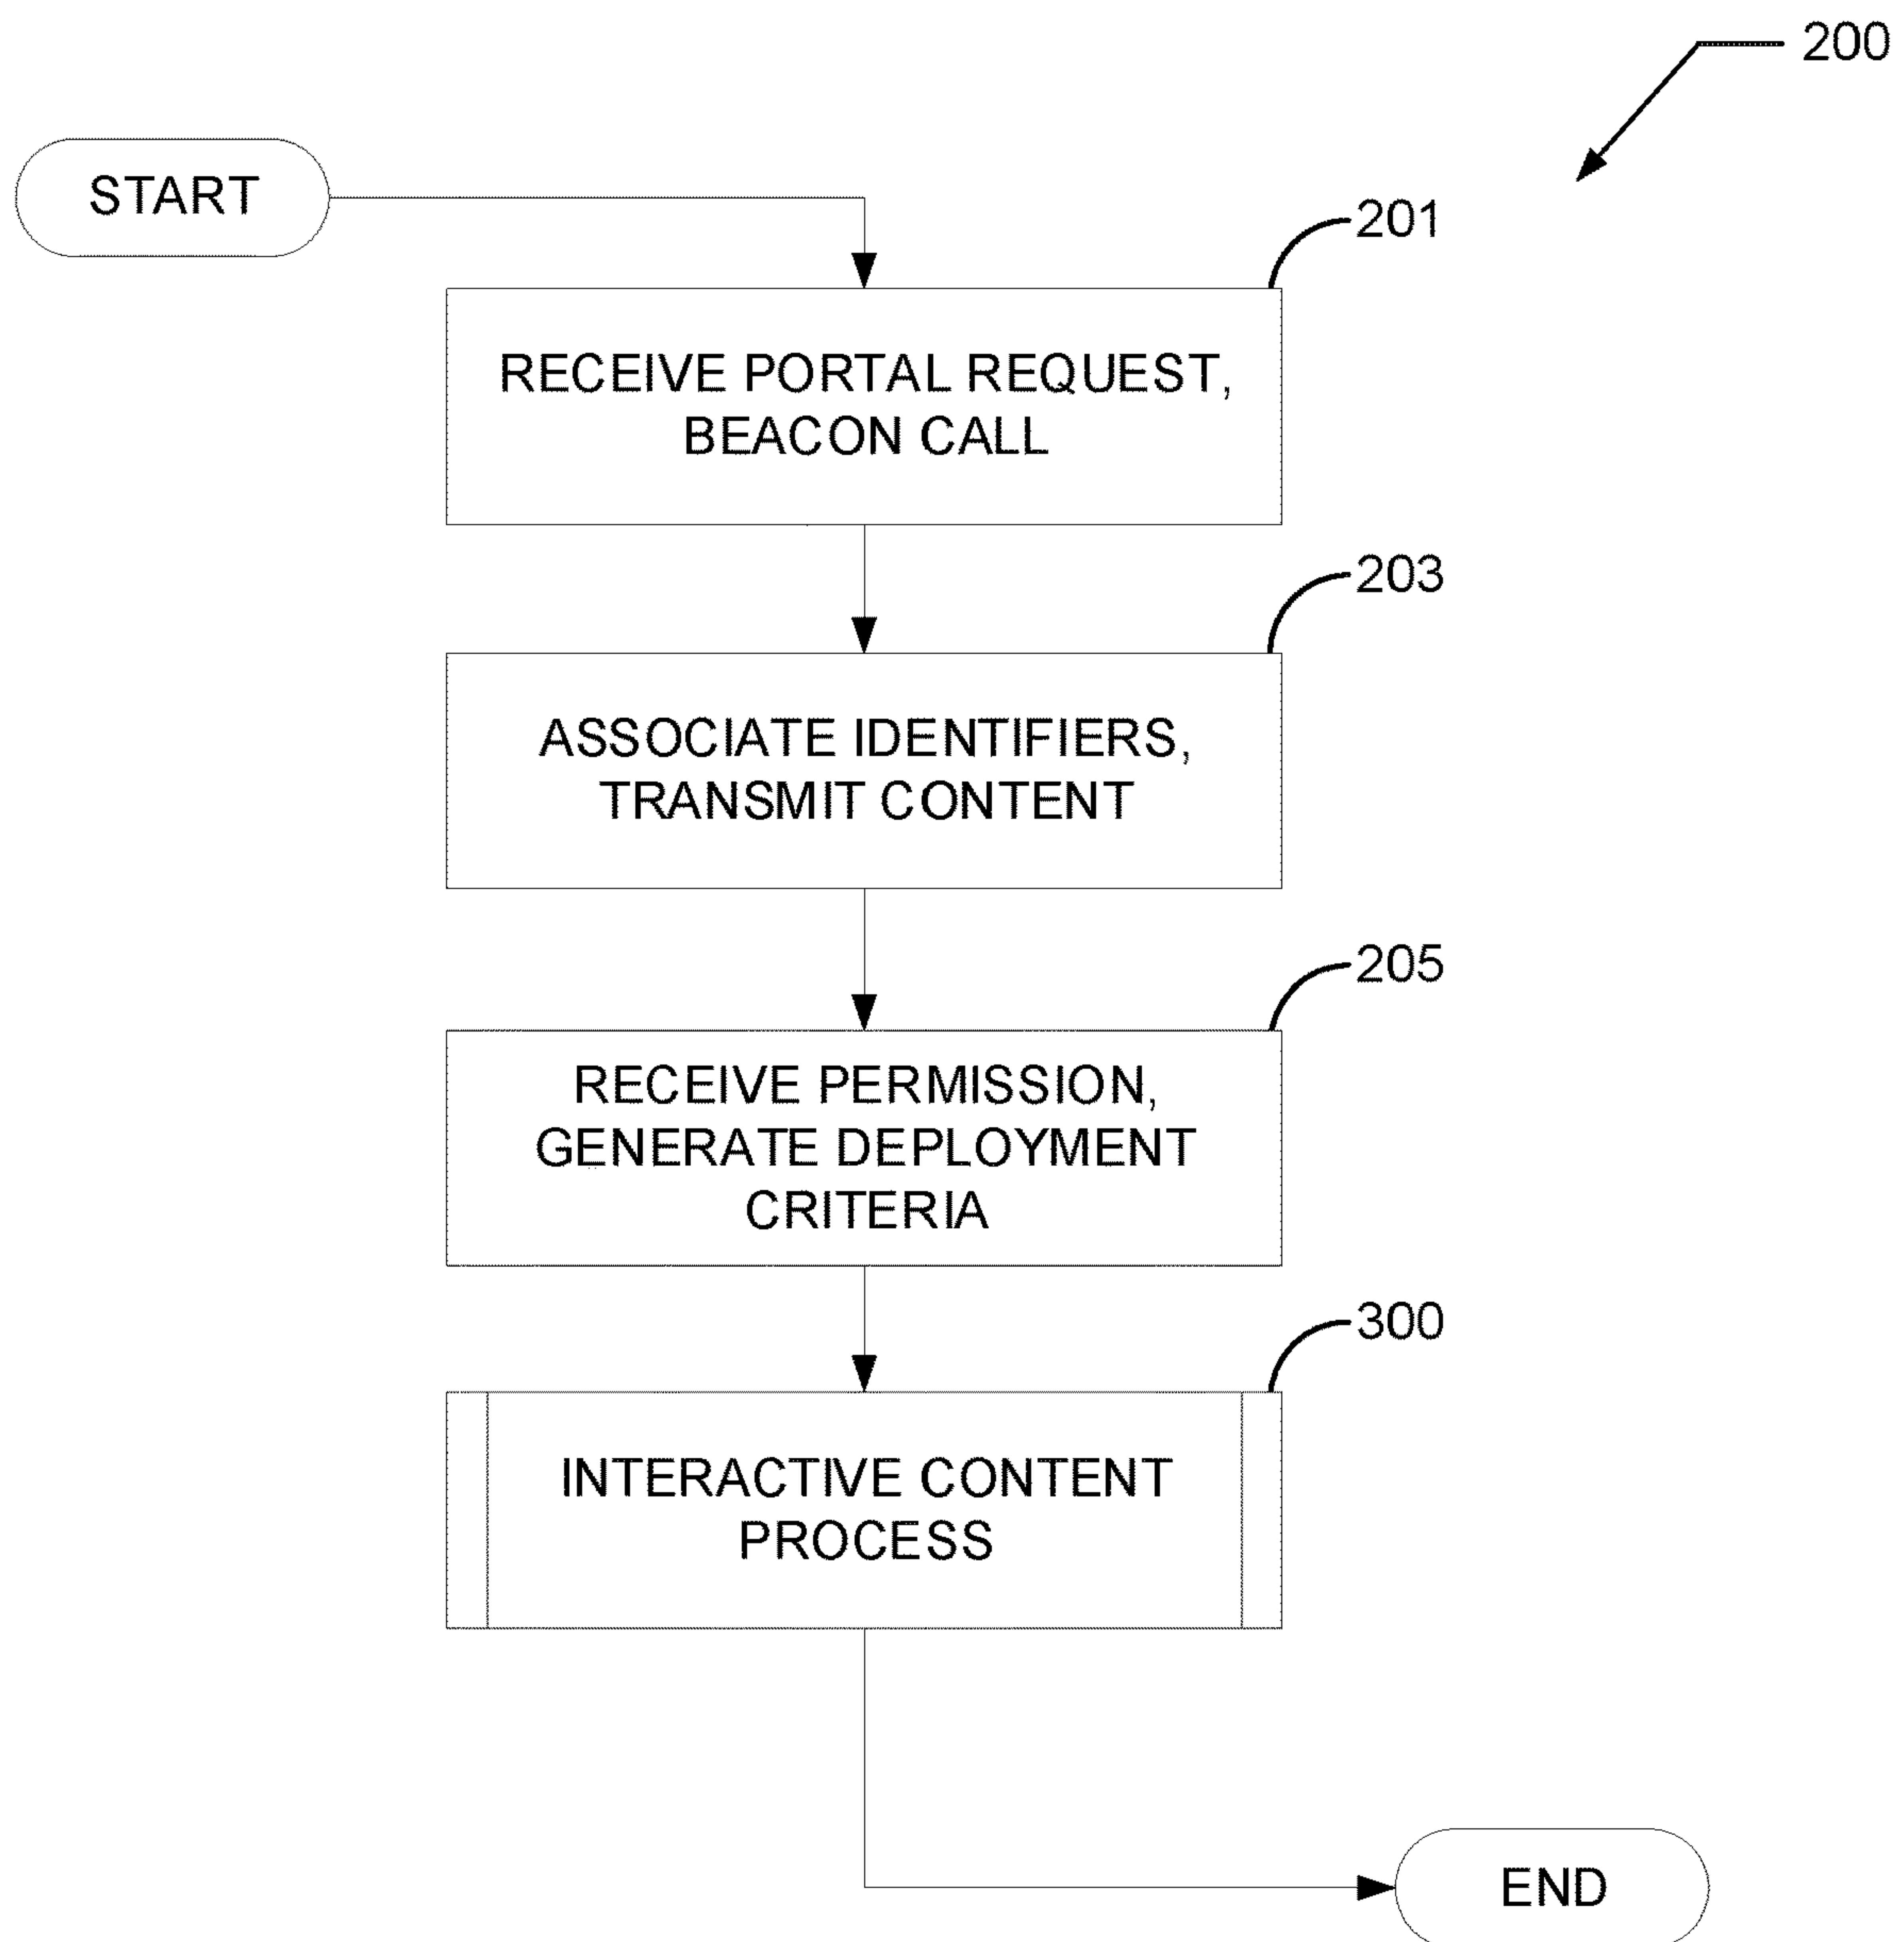 200
START
201
RECEIVE PORTAL REQUEST,
BEACON CALL
203
ASSOCIATE IDENTIFIERS,
TRANSMIT CONTENT
205
RECEIVE PERMISSION,
GENERATE DEPLOYMENT
CRITERIA
300
INTERACTIVE CONTENT
PROCESS
END